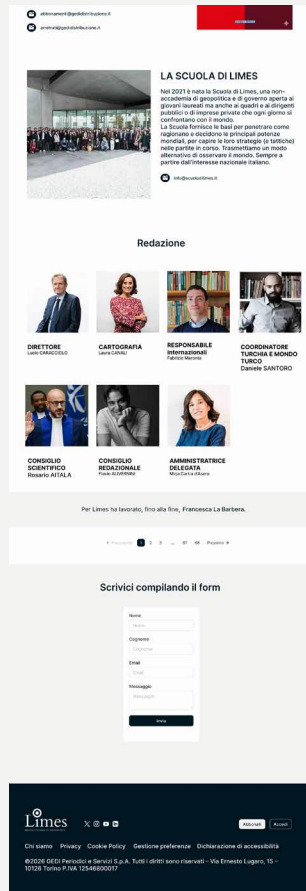 abbonamenti@gedidistribuzione.it
arretrati@gedidistribuzione.it
LA SCUOLA DI LIMES
Nel 2021 è nata la Scuola di Limes, una non-
accademia di geopolitica e di governo aperta ai
giovani laureati ma anche ai quadri e ai dirigenti
pubblici o di imprese private che ogni giorno si
confrontano con il mondo.
La Scuola fornisce le basi per penetrare come
ragionano e decidono le principali potenze
mondiali, per capire le loro strategie (e tattiche)
nelle partite in corso. Trasmettiamo un modo
alternativo di osservare il mondo. Sempre a
partire dall'interesse nazionale italiano.
info@scuoladilimes.it
Redazione
DIRETTORE
Lucio CARACCIOLO
CARTOGRAFIA
Laura CANALI
RESPONSABILE
internazionali
Fabrizio Maronta
COORDINATORE
TURCHIA E MONDO
TURCO
Daniele SANTORO
CONSIGLIO
SCIENTIFICO
Rosario AITALA
CONSIGLIO
REDAZIONALE
Flavio ALIVERNINI
AMMINISTRATRICE
DELEGATA
Per Limes ha lavorato, fino alla fine, Francesca La Barbera.
1 2 3 ... 67 68 Prossimo
Scrivici compilando il form
Nome
Nome
Cognome
Cognome
Email
Email
Messaggio
Messaggio
Invia
Limes
Abbonati Accedi
Chi siamo Privacy Cookie Policy Gestione preferenze Dichiarazione di accessibilità
©2026 GEDI Periodici e Servizi S.p.A. Tutti i diritti sono riservati - Via Ernesto Lugaro, 15 -
10126 Torino P.IVA 12546800017